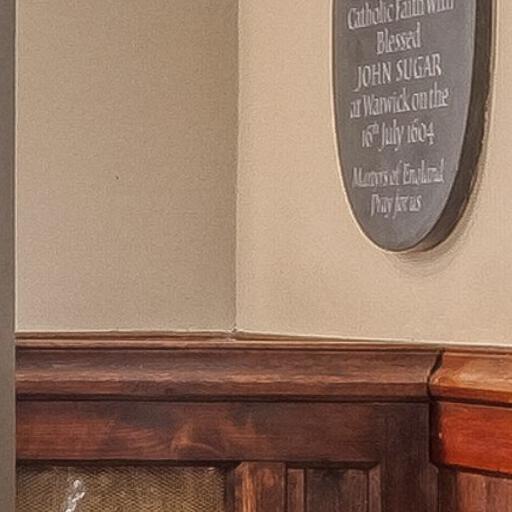 Catholic Faith with
Blessed
JOHN SUGAR
at Warwick on the
16th July 1604
Martyrs of England
Pray for us